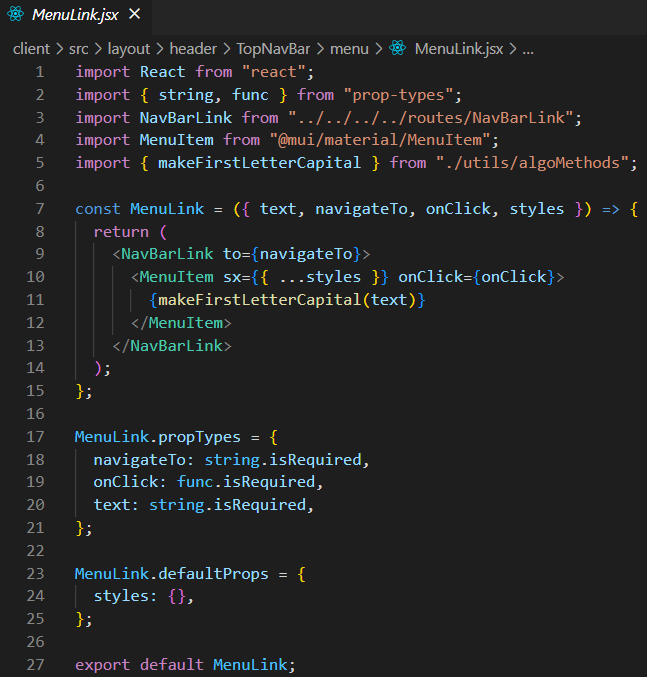 MenuLink.jsx ×
client > src > layout > header > TopNavBar > menu > MenuLink.jsx > ...
1 import React from "react";
2 import { string, func } from "prop-types";
3 import NavBarLink from "../../../../routes/NavBarLink";
4 import MenuItem from "@mui/material/MenuItem";
5 import { makeFirstLetterCapital } from "./utils/algoMethods";
6
7 const MenuLink = ({ text, navigateTo, onClick, styles }) => {
8   return (
9     <NavBarLink to={navigateTo}>
10       <MenuItem sx={{ ...styles }} onClick={onClick}>
11         {makeFirstLetterCapital(text)}
12       </MenuItem>
13     </NavBarLink>
14   );
15 };
16
17 MenuLink.propTypes = {
18   navigateTo: string.isRequired,
19   onClick: func.isRequired,
20   text: string.isRequired,
21 };
22
23 MenuLink.defaultProps = {
24   styles: {},
25 };
26
27 export default MenuLink;